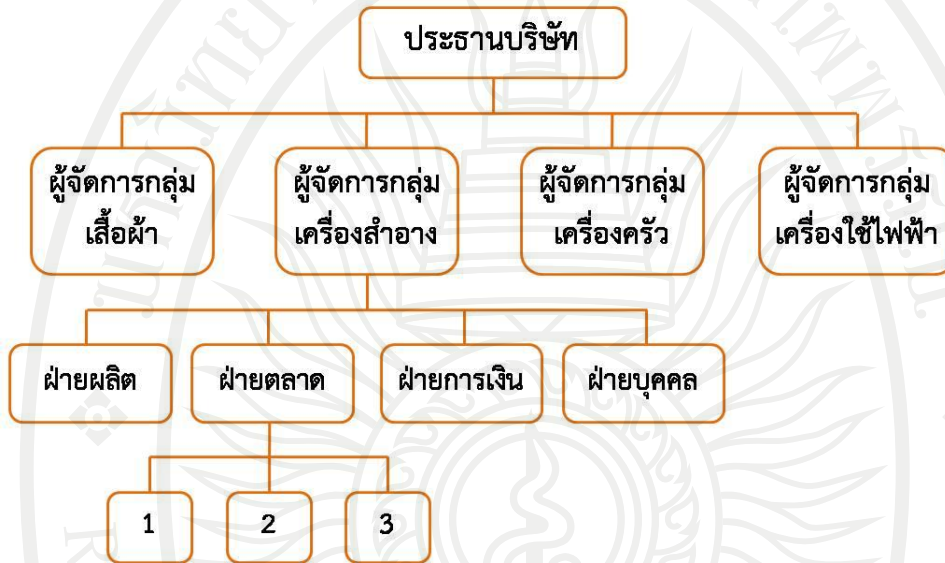 ประธานบริษัท
ผู้จัดการกลุ่ม
เสื้อผ้า
ผู้จัดการกลุ่ม
เครื่องสำอาง
ผู้จัดการกลุ่ม
เครื่องครัว
ผู้จัดการกลุ่ม
เครื่องใช้ไฟฟ้า
ฝ่ายผลิต
ฝ่ายตลาด
ฝ่ายการเงิน
ฝ่ายบุคคล
1
2
3